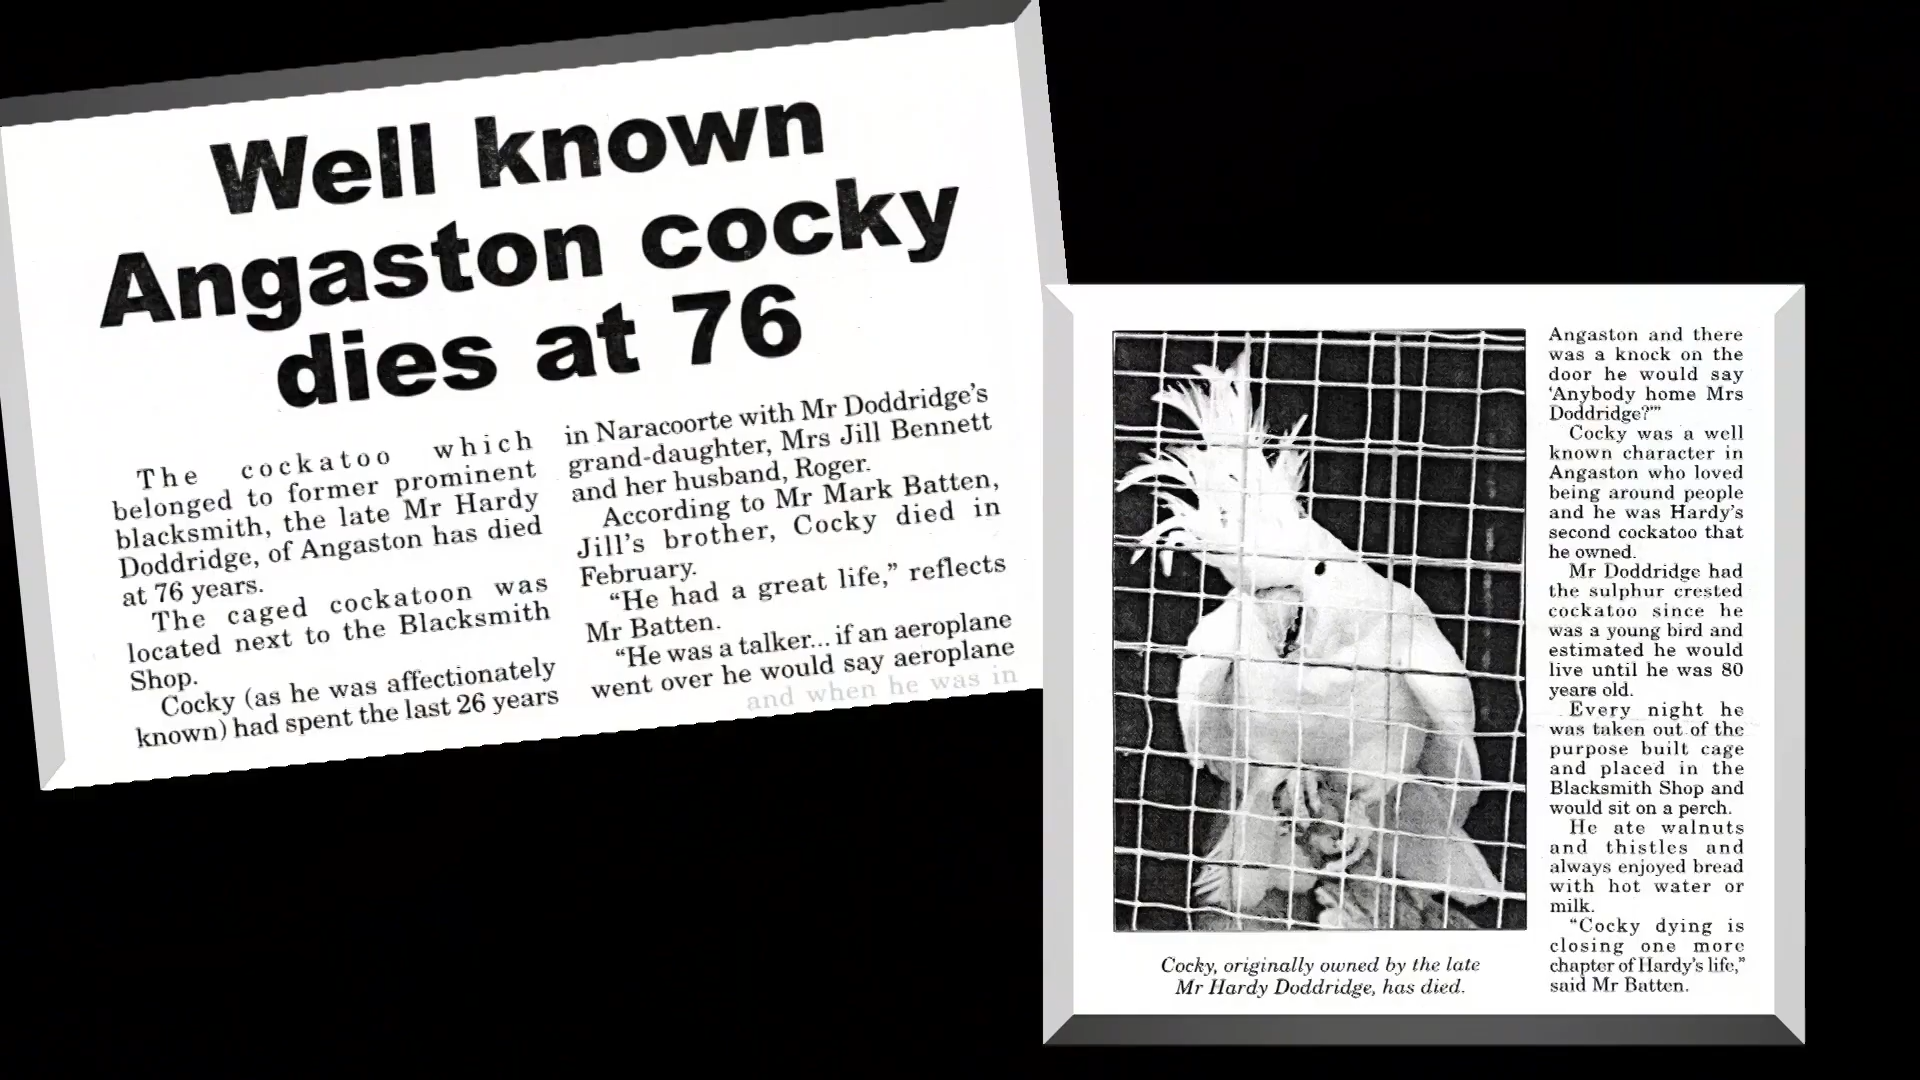 Well known
Angaston cocky
dies at 76
The cockatoo which
belonged to former prominent
blacksmith, the late Mr Hardy
Doddridge, of Angaston has died
at 76 years.
The caged cockatoon was
located next to the Blacksmith
Shop.
Cocky (as he was affectionately
known) had spent the last 26 years
in Naracoorte with Mr Doddridge's
grand-daughter, Mrs Jill Bennett
and her husband, Roger.
According to Mr Mark Batten,
Jill's brother, Cocky died in
February.
“He had a great life,” reflects
Mr Batten.
“He was a talker... if an aeroplane
went over he would say aeroplane
and when he was in
Angaston and there
was a knock on the
door he would say
‘Anybody home Mrs
Doddridge?’”
Cocky was a well
known character in
Angaston who loved
being around people
and he was Hardy's
second cockatoo that
he owned.
Mr Doddridge had
the sulphur crested
cockatoo since he
was a young bird and
estimated he would
live until he was 80
years old.
Every night he
was taken out of the
purpose built cage
and placed in the
Blacksmith Shop and
would sit on a perch.
He ate walnuts
and thistles and
always enjoyed bread
with hot water or
milk.
“Cocky dying is
closing one more
chapter of Hardy's life,”
said Mr Batten.
Cocky, originally owned by the late
Mr Hardy Doddridge, has died.